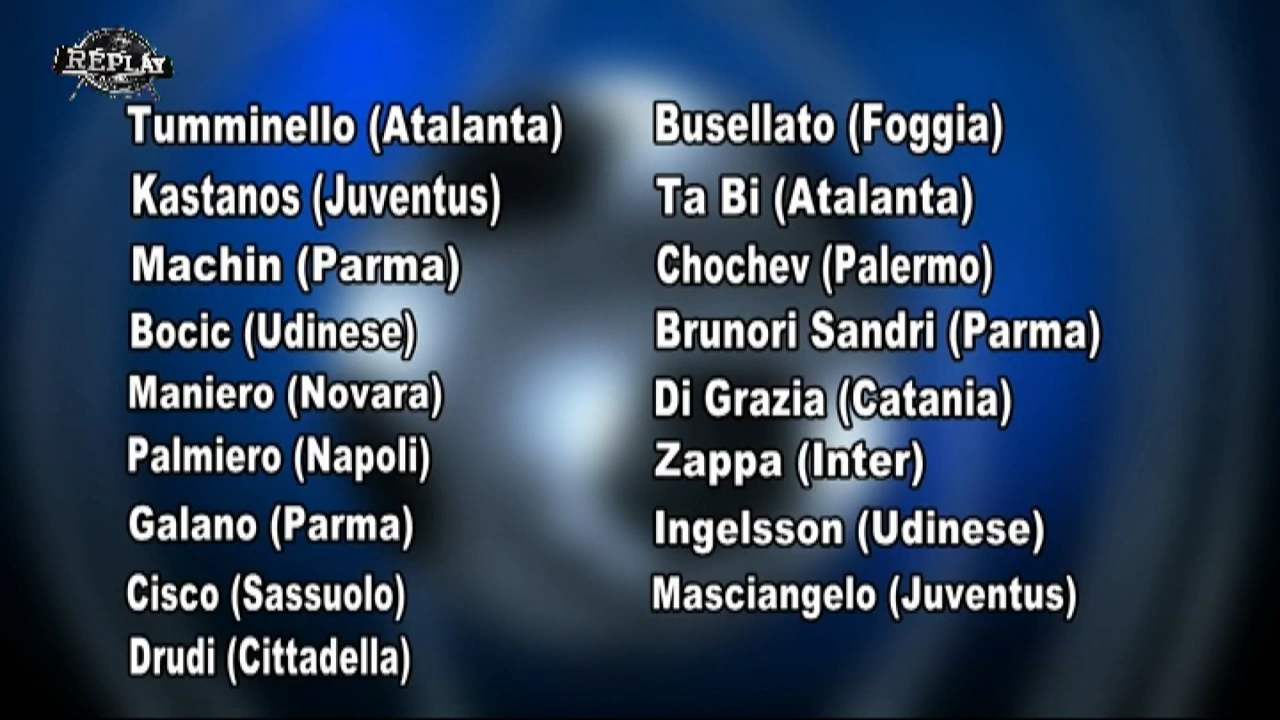 REPLAY
Tumminello (Atalanta)
Kastanos (Juventus)
Machin (Parma)
Bocic (Udinese)
Maniero (Novara)
Palmiero (Napoli)
Galano (Parma)
Cisco (Sassuolo)
Drudi (Cittadella)
Busellato (Foggia)
Ta Bi (Atalanta)
Chochev (Palermo)
Brunori Sandri (Parma)
Di Grazia (Catania)
Zappa (Inter)
Ingelsson (Udinese)
Masciangelo (Juventus)